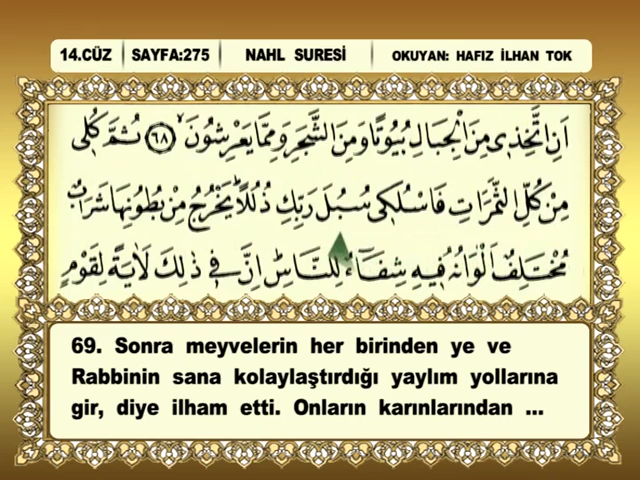 14.CÜZ SAYFA:275 NAHL SURESİ OKUYAN: HAFIZ İLHAN TOK
اَنِ اتَّخِذ۪ي مِنَ الْجِبَالِ بُيُوتًا وَمِنَ الشَّجَرِ وَمِمَّا يَعْرِشُونَۙ ﴿٦٨﴾ ثُمَّ كُل۪ي
مِنْ كُلِّ الثَّمَرَاتِ فَاسْلُك۪ي سُبُلَ رَبِّكِ ذُلُلًاۜ يَخْرُجُ مِنْ بُطُونِهَا شَرَابٌ
مُخْتَلِفٌ اَلْوَانُهُ ف۪يهِ شِفَٓاءٌ لِلنَّاسِۜ اِنَّ ف۪ي ذٰلِكَ لَاٰيَةً لِقَوْمٍ
69. Sonra meyvelerin her birinden ye ve
Rabbinin sana kolaylaştırdığı yaylım yollarına
gir, diye ilham etti. Onların karınlarından ...